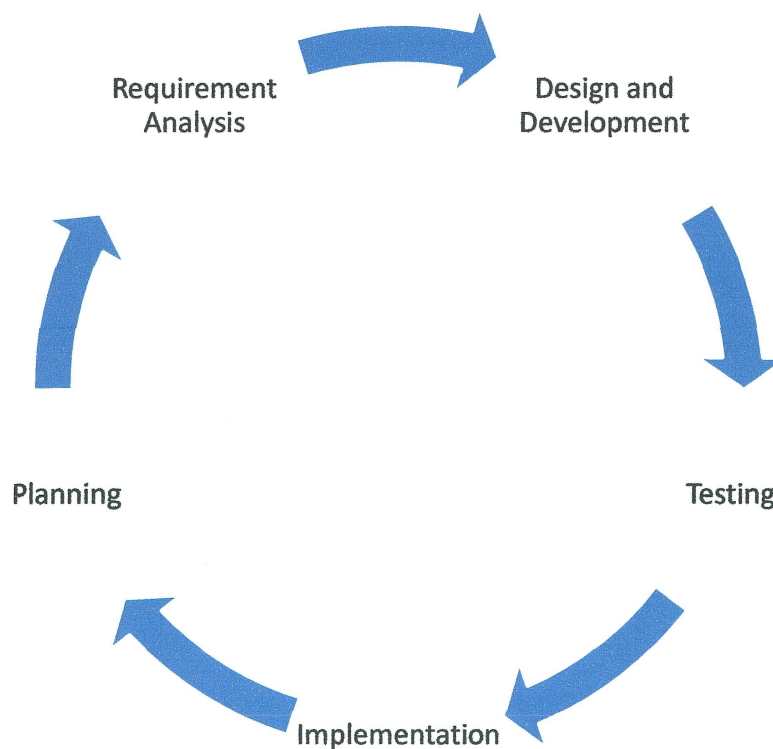 Requirement
Analysis
Design and
Development
Testing
Implementation
Planning